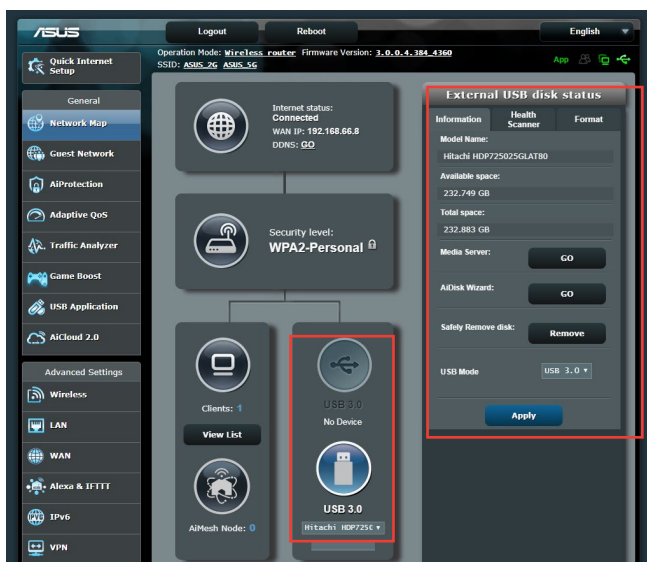 ASUS
Logout
Reboot
English
Operation Mode: Wireless router Firmware Version: 3.0.0.4.384_4360
SSID: ASUS_2G ASUS_5G
App
Quick Internet
Setup
General
Network Map
Guest Network
AiProtection
Adaptive QoS
Traffic Analyzer
Game Boost
USB Application
AiCloud 2.0
Advanced Settings
Wireless
LAN
WAN
Alexa & IFTTT
IPv6
VPN
Internet status:
Connected
WAN IP: 192.168.66.8
DDNS: GO
Security level:
WPA2-Personal
Clients: 1
View List
AiMesh Node: 0
USB 3.0
No Device
USB 3.0
Hitachi HDP725C
External USB disk status
Information
Health
Scanner
Format
Model Name:
Hitachi HDP725025GLAT80
Available space:
232.749 GB
Total space:
232.883 GB
Media Server:
GO
AiDisk Wizard:
GO
Safely Remove disk:
Remove
USB Mode
USB 3.0
Apply